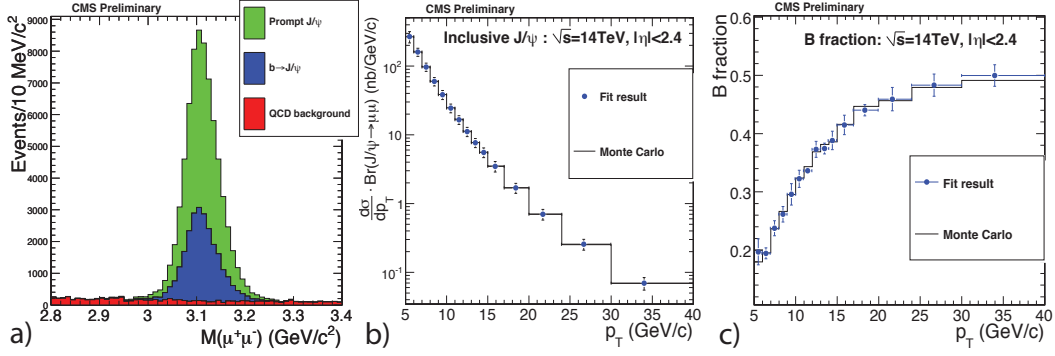 CMS Preliminary
Events/10 MeV/c²
9000
8000
7000
6000
5000
4000
3000
2000
1000
0
2.8
2.9
3
3.1
3.2
3.3
3.4
M(μ⁺μ⁻) (GeV/c²)
Prompt J/ψ
b→J/ψ
QCD background
a)
CMS Preliminary
dσ/dp_T · Br(J/ψ→μμ) (nb/GeV/c)
10²
10
1
10⁻¹
5
10
15
20
25
30
35
40
p_T (GeV/c)
Inclusive J/ψ : √s=14TeV, |η|<2.4
Fit result
Monte Carlo
b)
CMS Preliminary
B fraction
0.6
0.5
0.4
0.3
0.2
5
10
15
20
25
30
35
40
p_T (GeV/c)
B fraction: √s=14TeV, |η|<2.4
Fit result
Monte Carlo
c)